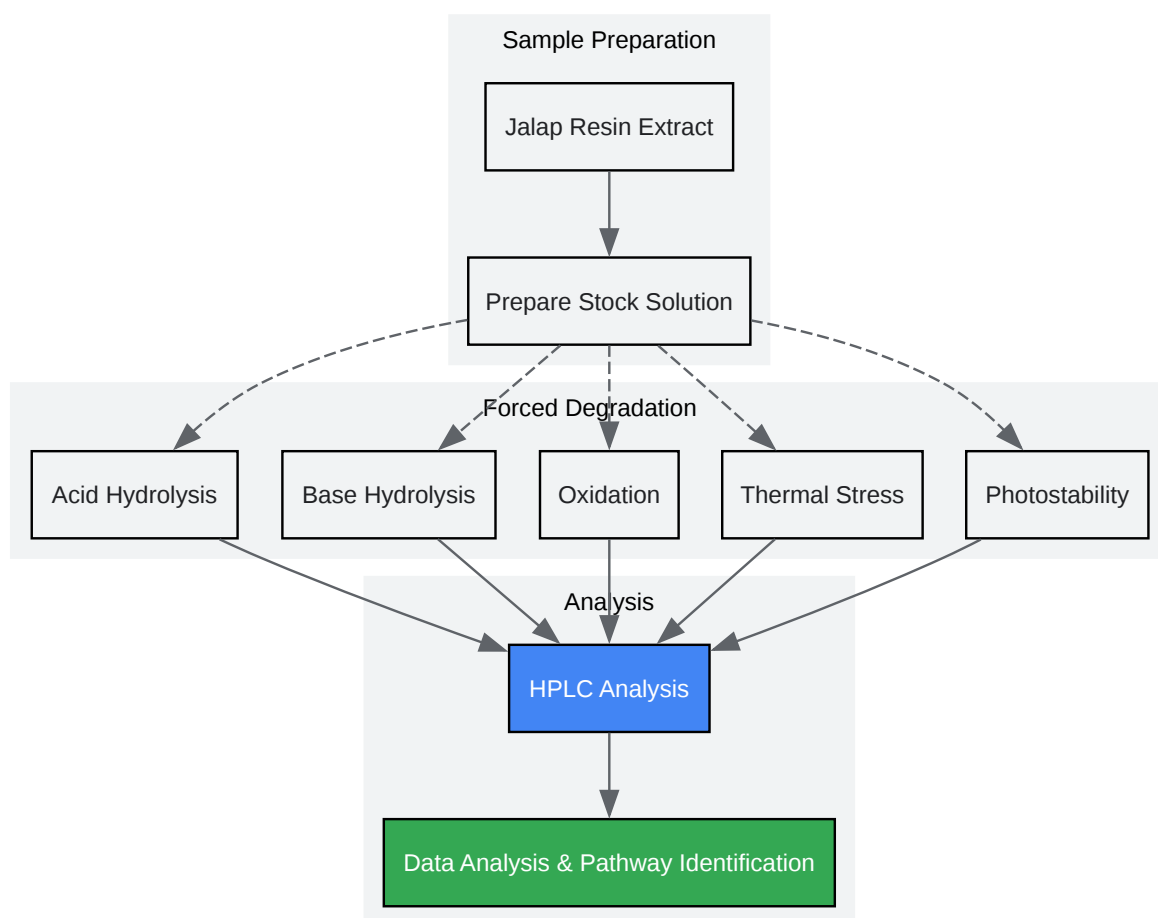 Sample Preparation
Jalap Resin Extract
Prepare Stock Solution
Forced Degradation
Acid Hydrolysis
Base Hydrolysis
Oxidation
Thermal Stress
Photostability
Analysis
HPLC Analysis
Data Analysis & Pathway Identification